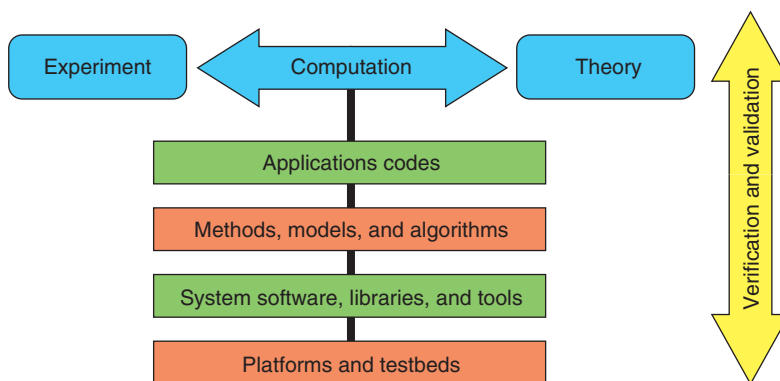 Experiment
Computation
Theory
Applications codes
Methods, models, and algorithms
System software, libraries, and tools
Platforms and testbeds
Verification and validation